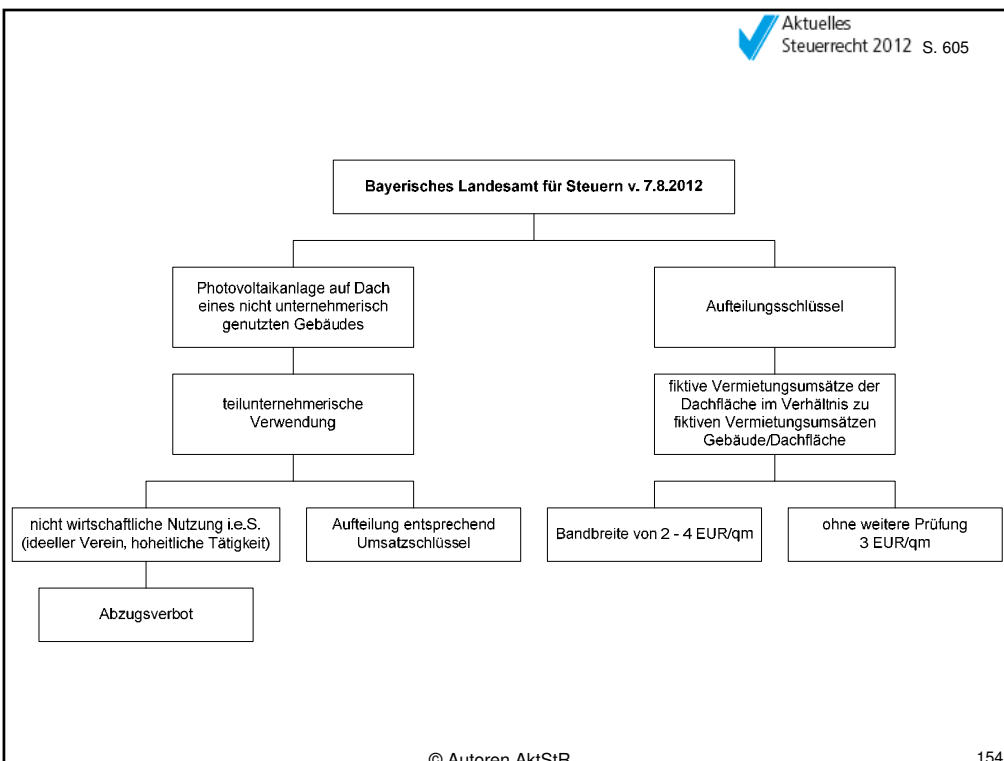 Aktuelles
Steuerrecht 2012 S. 605
Bayerisches Landesamt für Steuern v. 7.8.2012
Photovoltaikanlage auf Dach
eines nicht unternehmerisch
genutzten Gebäudes
Aufteilungsschlüssel
teilunternehmerische
Verwendung
fiktive Vermietungsumsätze der
Dachfläche im Verhältnis zu
fiktiven Vermietungsumsätzen
Gebäude/Dachfläche
nicht wirtschaftliche Nutzung i.e.S.
(ideeller Verein, hoheitliche Tätigkeit)
Aufteilung entsprechend
Umsatzschlüssel
Bandbreite von 2 - 4 EUR/qm
ohne weitere Prüfung
3 EUR/qm
Abzugsverbot
© Autoren AktStR
154